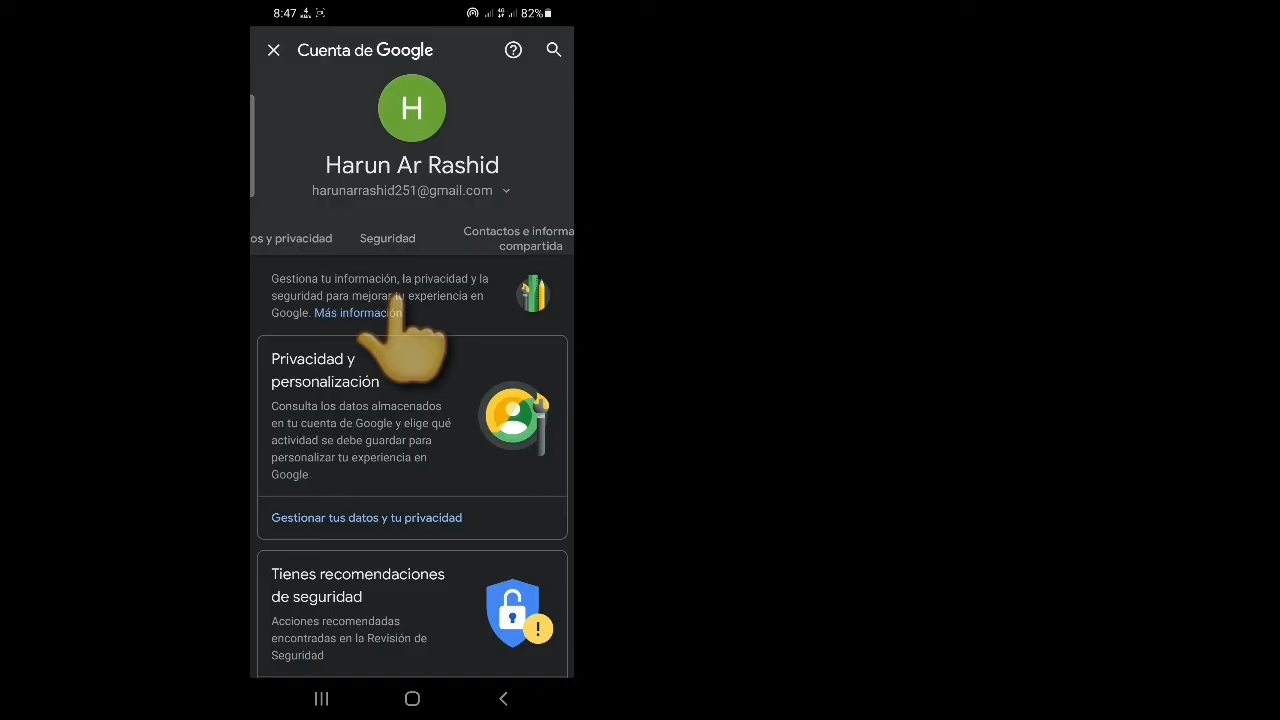 8:47
4
KB/s
4G
82%
Cuenta de Google
H
Harun Ar Rashid
harunarrashid251@gmail.com
os y privacidad
Seguridad
Contactos e informa
compartida
Gestiona tu información, la privacidad y la
seguridad para mejorar tu experiencia en
Google. Más información
Privacidad y
personalización
Consulta los datos almacenados
en tu cuenta de Google y elige qué
actividad se debe guardar para
personalizar tu experiencia en
Google
Gestionar tus datos y tu privacidad
Tienes recomendaciones
de seguridad
Acciones recomendadas
encontradas en la Revisión de
Seguridad